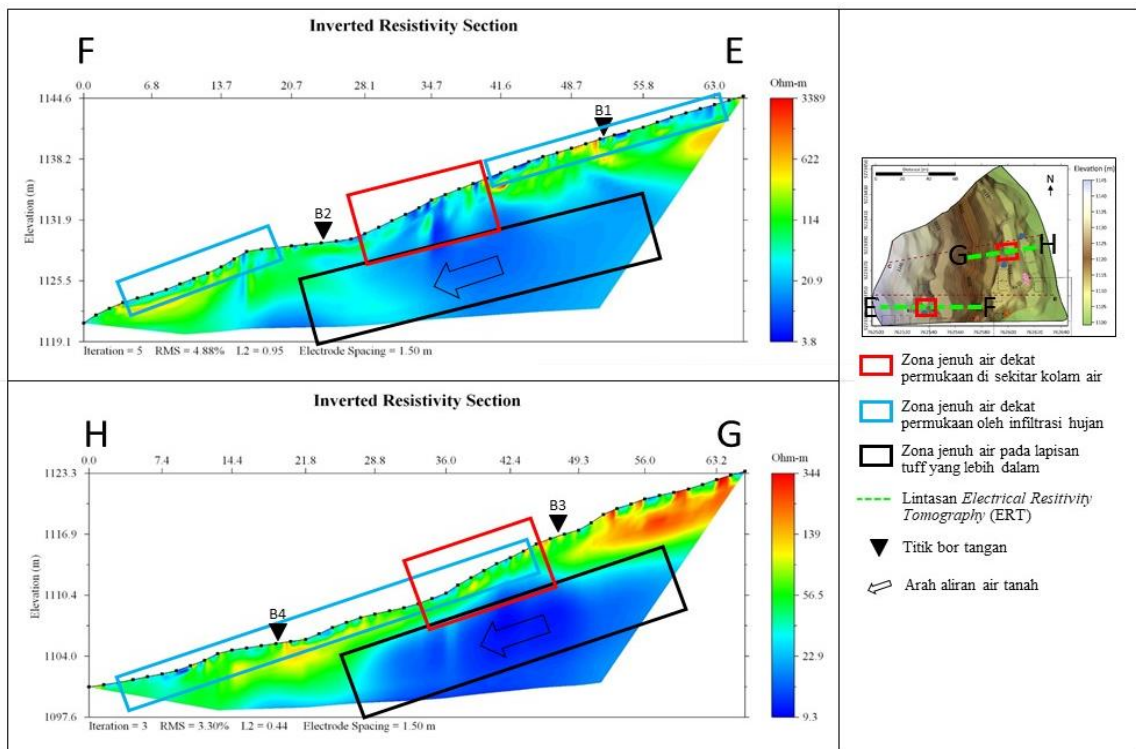 Inverted Resistivity Section
F
E
0.0 6.8 13.7 20.7 28.1 34.7 41.6 48.7 55.8 63.0
Ohm-m
1144.6
1138.2
1131.9
1125.5
1119.1
Elevation (m)
B1
B2
3389
622
114
20.9
3.8
Iteration = 5 RMS = 4.88% L2 = 0.95 Electrode Spacing = 1.50 m
Inverted Resistivity Section
H
G
0.0 7.4 14.4 21.6 28.8 36.0 42.4 49.3 56.0 63.2
Ohm-m
1123.3
1116.9
1110.4
1104.0
1097.6
Elevation (m)
B3
B4
344
139
56.5
22.9
9.3
Iteration = 3 RMS = 3.30% L2 = 0.44 Electrode Spacing = 1.50 m
Elevation (m)
N
G
H
E
F
Zona jenuh air dekat
permukaan di sekitar kolam air
Zona jenuh air dekat
permukaan oleh infiltrasi hujan
Zona jenuh air pada lapisan
tuff yang lebih dalam
Lintasan Electrical Resitivity
Tomography (ERT)
Titik bor tangan
Arah aliran air tanah